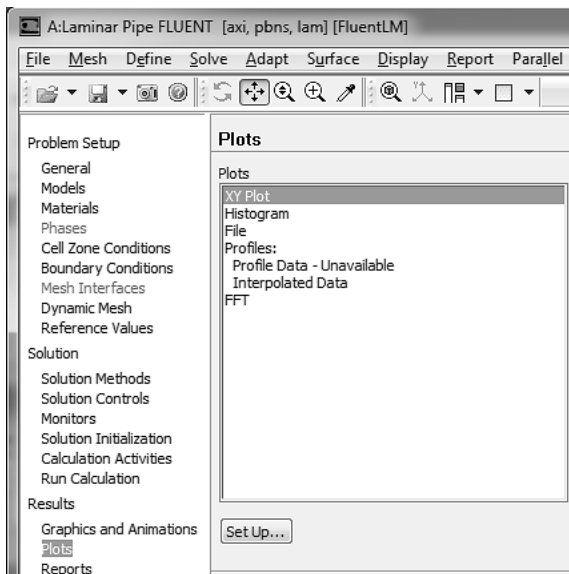 A:Laminar Pipe FLUENT [axi, pbns, lam] [FluentLM]
File Mesh Define Solve Adapt Surface Display Report Parallel
Problem Setup
General
Models
Materials
Phases
Cell Zone Conditions
Boundary Conditions
Mesh Interfaces
Dynamic Mesh
Reference Values
Solution
Solution Methods
Solution Controls
Monitors
Solution Initialization
Calculation Activities
Run Calculation
Results
Graphics and Animations
Plots
Reports
Plots
Plots
XY Plot
Histogram
File
Profiles:
Profile Data - Unavailable
Interpolated Data
FFT
Set Up...